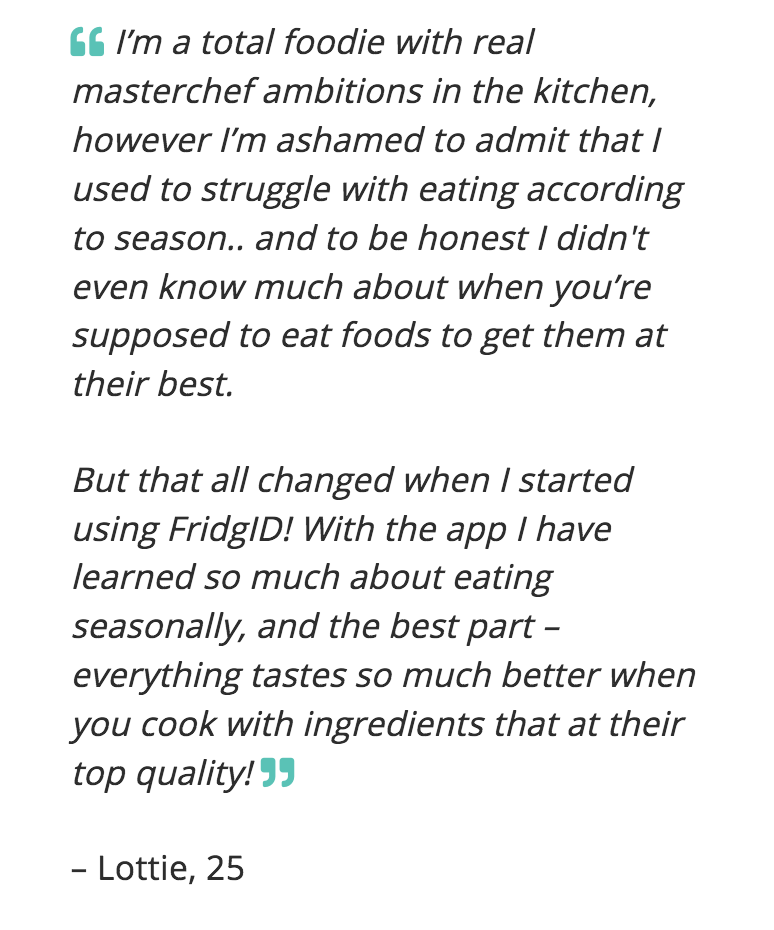 “ I’m a total foodie with real
masterchef ambitions in the kitchen,
however I’m ashamed to admit that I
used to struggle with eating according
to season.. and to be honest I didn't
even know much about when you’re
supposed to eat foods to get them at
their best.
But that all changed when I started
using FridgID! With the app I have
learned so much about eating
seasonally, and the best part –
everything tastes so much better when
you cook with ingredients that at their
top quality! ”
– Lottie, 25